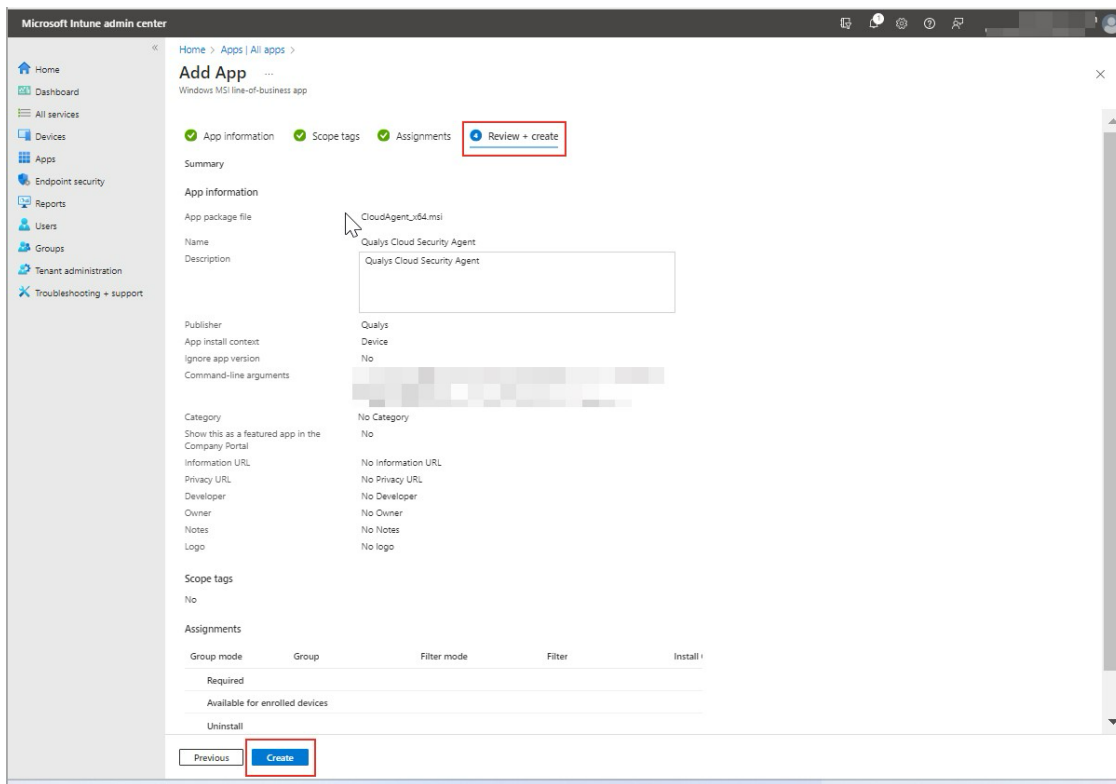 Microsoft Intune admin center
1
«
Home > Apps | All apps >
Home
Dashboard
All services
Devices
Apps
Endpoint security
Reports
Users
Groups
Tenant administration
Troubleshooting + support
Add App ...
Windows MSI line-of-business app
App information
Scope tags
Assignments
4 Review + create
Summary
App information
App package file CloudAgent_x64.msi
Name Qualys Cloud Security Agent
Description Qualys Cloud Security Agent
Publisher Qualys
App install context Device
Ignore app version No
Command-line arguments
Category No Category
Show this as a featured app in the No
Company Portal
Information URL No Information URL
Privacy URL No Privacy URL
Developer No Developer
Owner No Owner
Notes No Notes
Logo No logo
Scope tags
No
Assignments
Group mode Group Filter mode Filter Install
Required
Available for enrolled devices
Uninstall
Previous Create